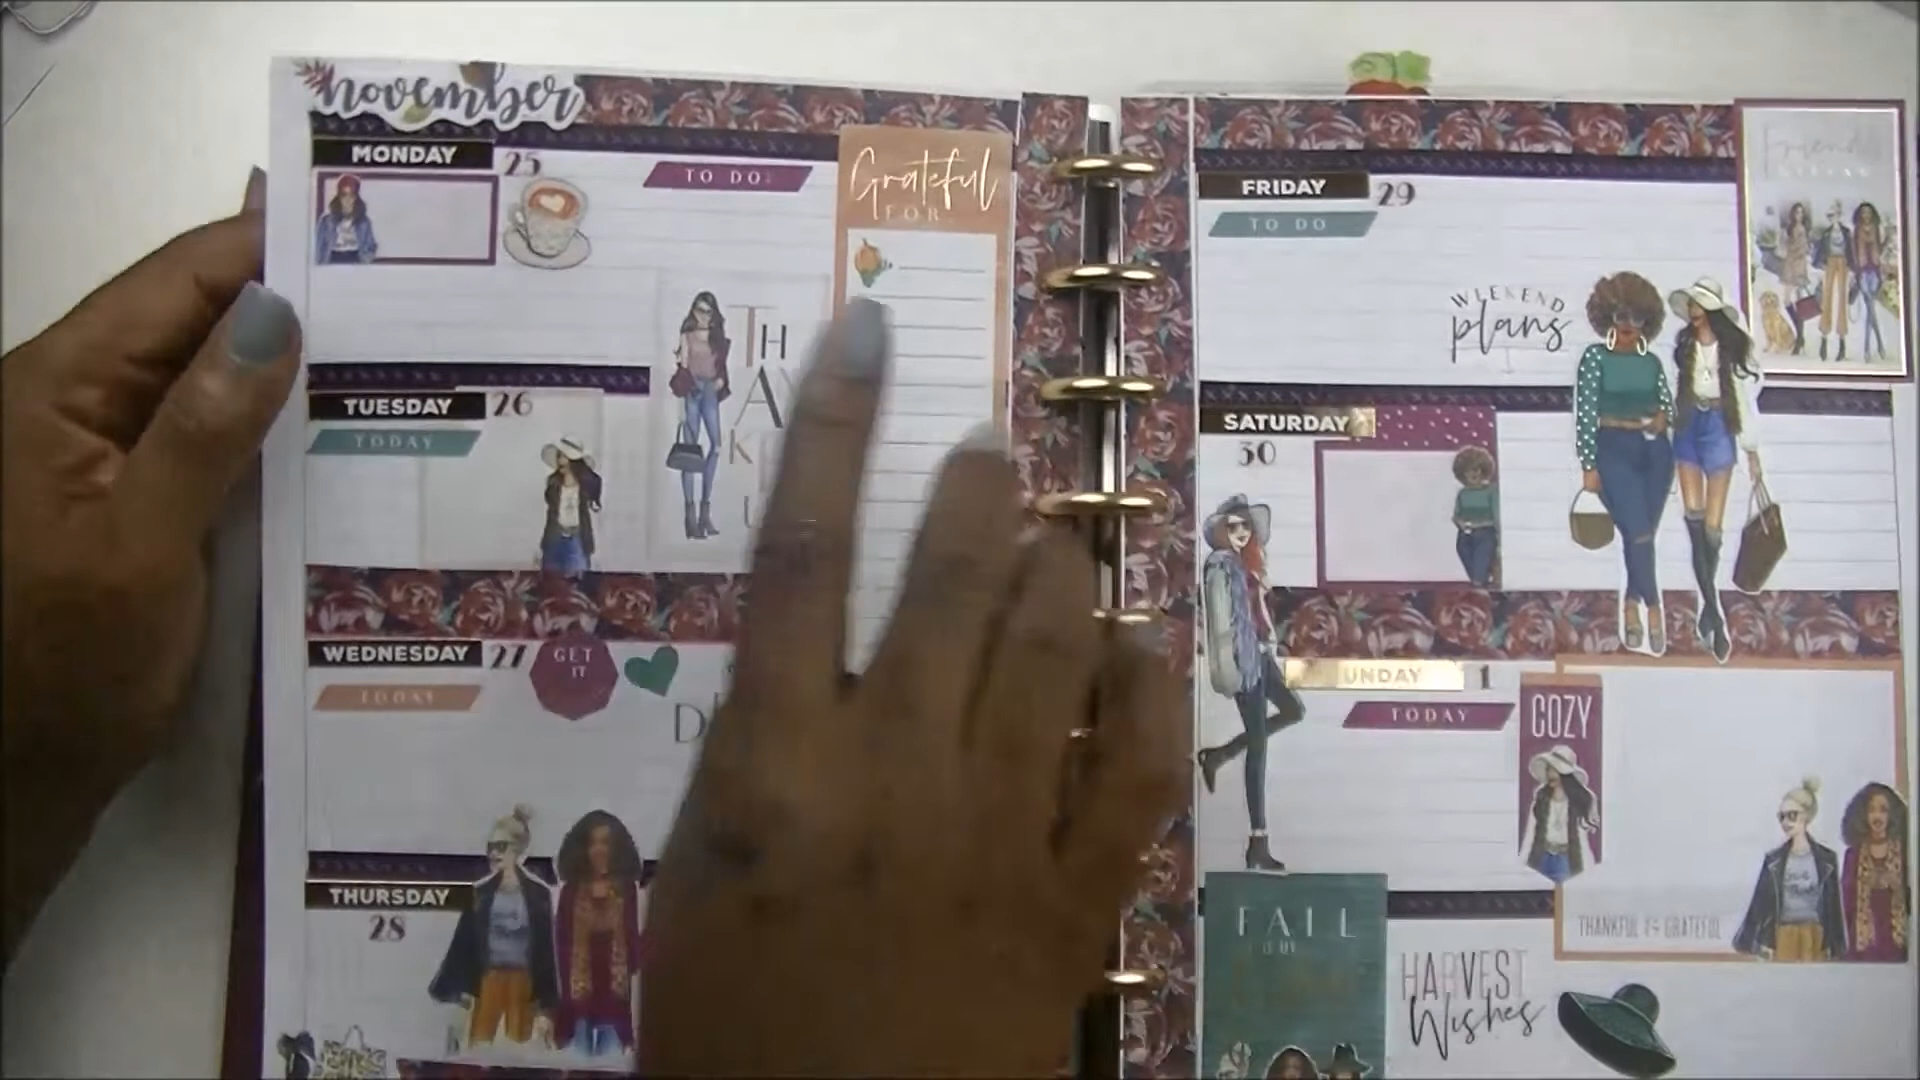 november
MONDAY 25
TO DO:
Grateful
FOR
TUESDAY 26
TODAY
TH
A
K
WEDNESDAY 27
GET
IT
TODAY
D
THURSDAY
28
FRIDAY 29
TO DO
WEEKEND
plans
SATURDAY
30
UNDAY 1
TODAY
COZY
THANKFUL & GRATEFUL
FALL
HARVEST
Wishes